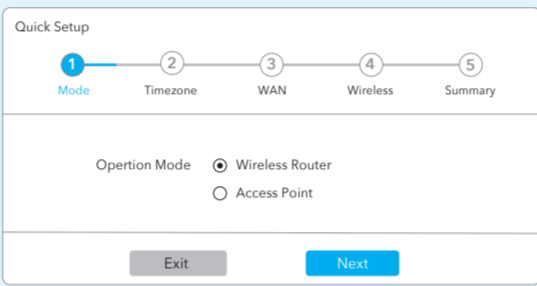 Quick Setup
1 2 3 4 5
Mode Timezone WAN Wireless Summary
Opertion Mode Wireless Router
Access Point
Exit Next